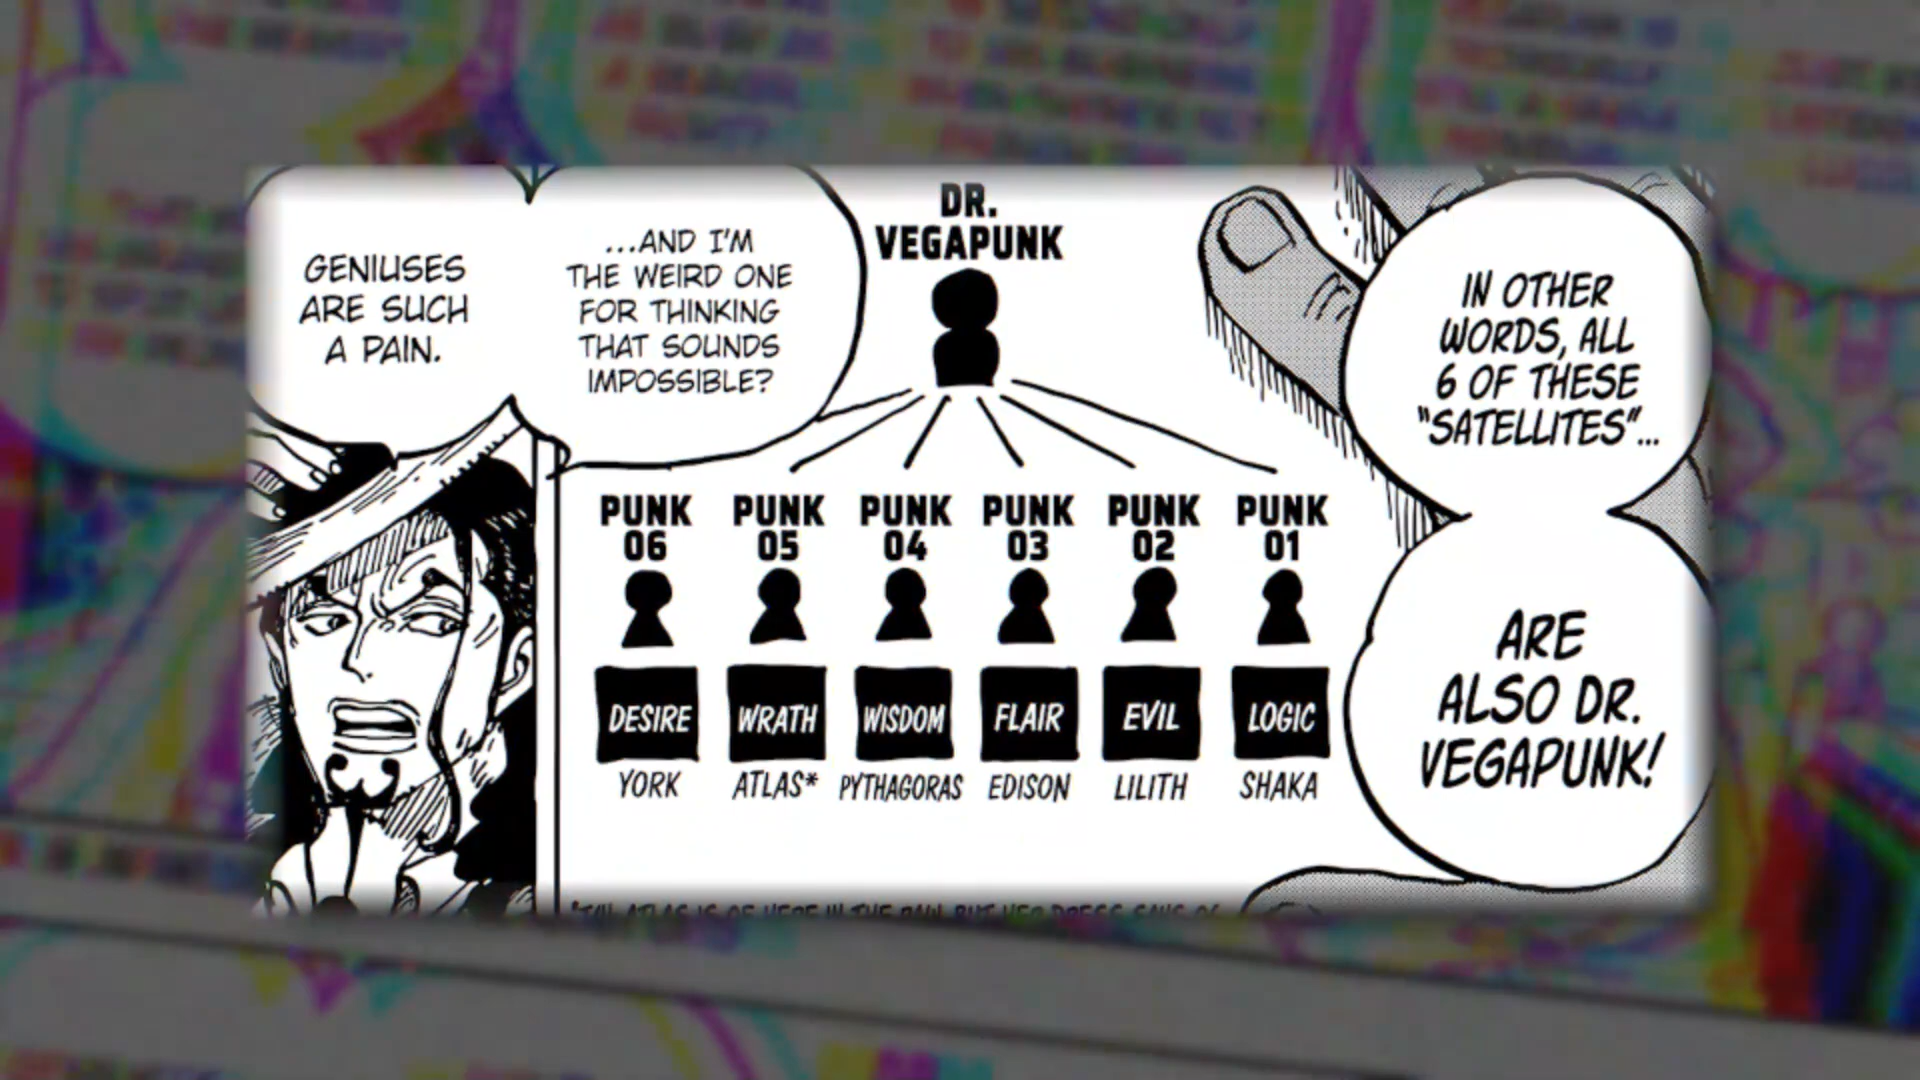 DR.
VEGAPUNK
IN OTHER
WORDS, ALL
6 OF THESE
"SATELLITES"...
ARE
ALSO DR.
VEGAPUNK!
PUNK
01
LOGIC
SHAKA
PUNK
02
EVIL
LILITH
PUNK
03
FLAIR
EDISON
PUNK
04
WISDOM
PYTHAGORAS
PUNK
05
WRATH
ATLAS*
PUNK
06
DESIRE
YORK
...AND I'M
THE WEIRD ONE
FOR THINKING
THAT SOUNDS
IMPOSSIBLE?
GENIUSES
ARE SUCH
A PAIN.